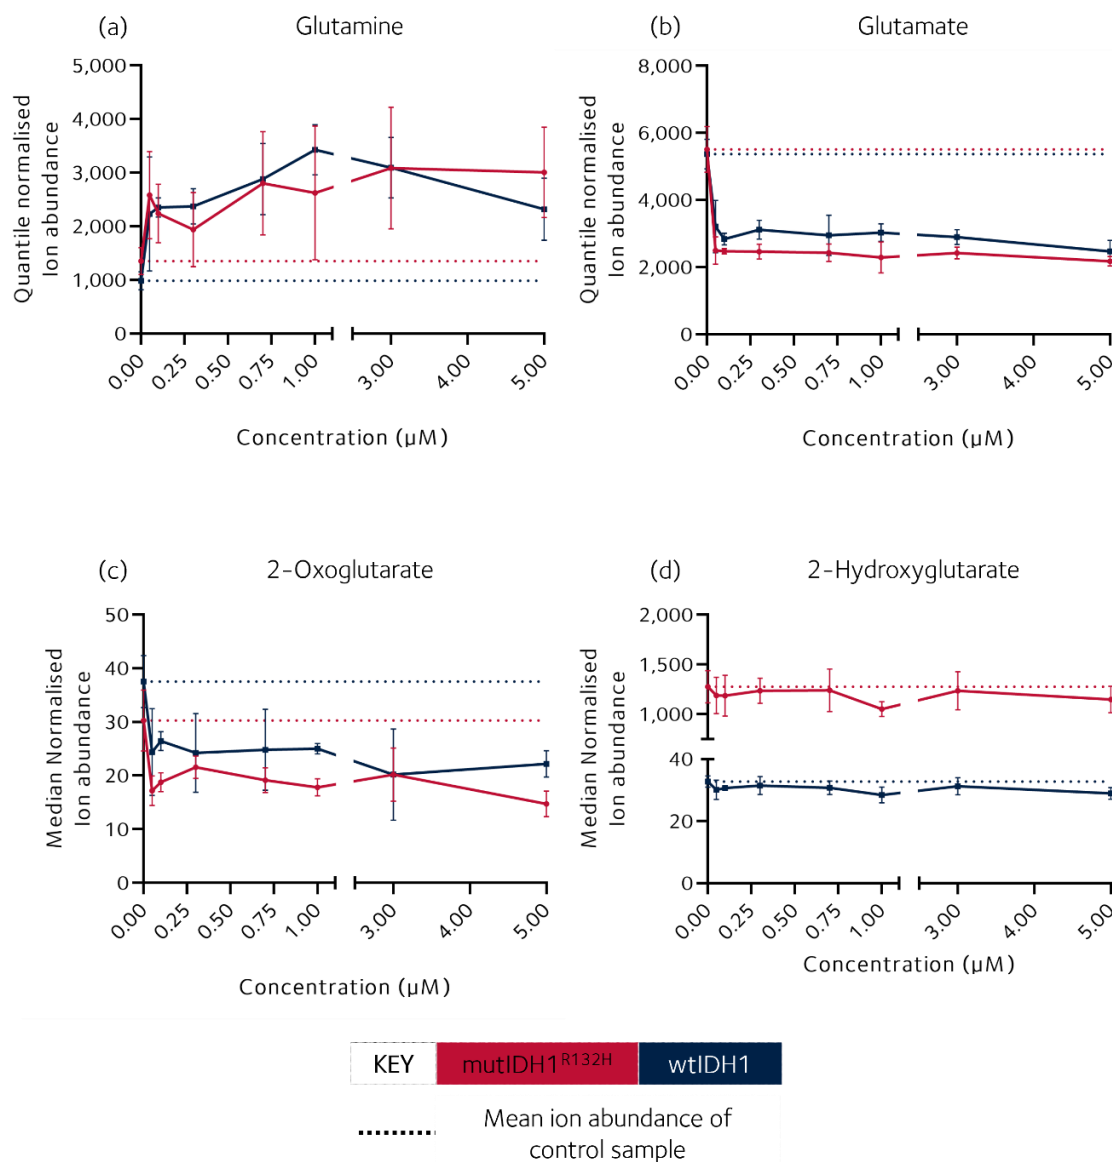 (a) Glutamine
Quantile normalised
Ion abundance
5,000
4,000
3,000
2,000
1,000
0
0.00 0.25 0.75 1.00 3.00 4.00 5.00
Concentration (µM)
(b) Glutamate
Quantile normalised
Ion abundance
8,000
6,000
4,000
2,000
0
0.00 0.25 0.50 0.75 1.00 3.00 4.00 5.00
Concentration (µM)
(c) 2-Oxoglutarate
Median Normalised
Ion abundance
50
40
30
20
10
0
0.00 0.25 0.75 1.00 3.00 4.00 5.00
Concentration (µM)
(d) 2-Hydroxyglutarate
Median Normalised
Ion abundance
2,000
1,500
1,000
40
20
0
0.00 0.25 0.50 0.75 1.00 3.00 4.00 5.00
Concentration (µM)
KEY mutIDH1R132H wtIDH1
Mean ion abundance of
control sample